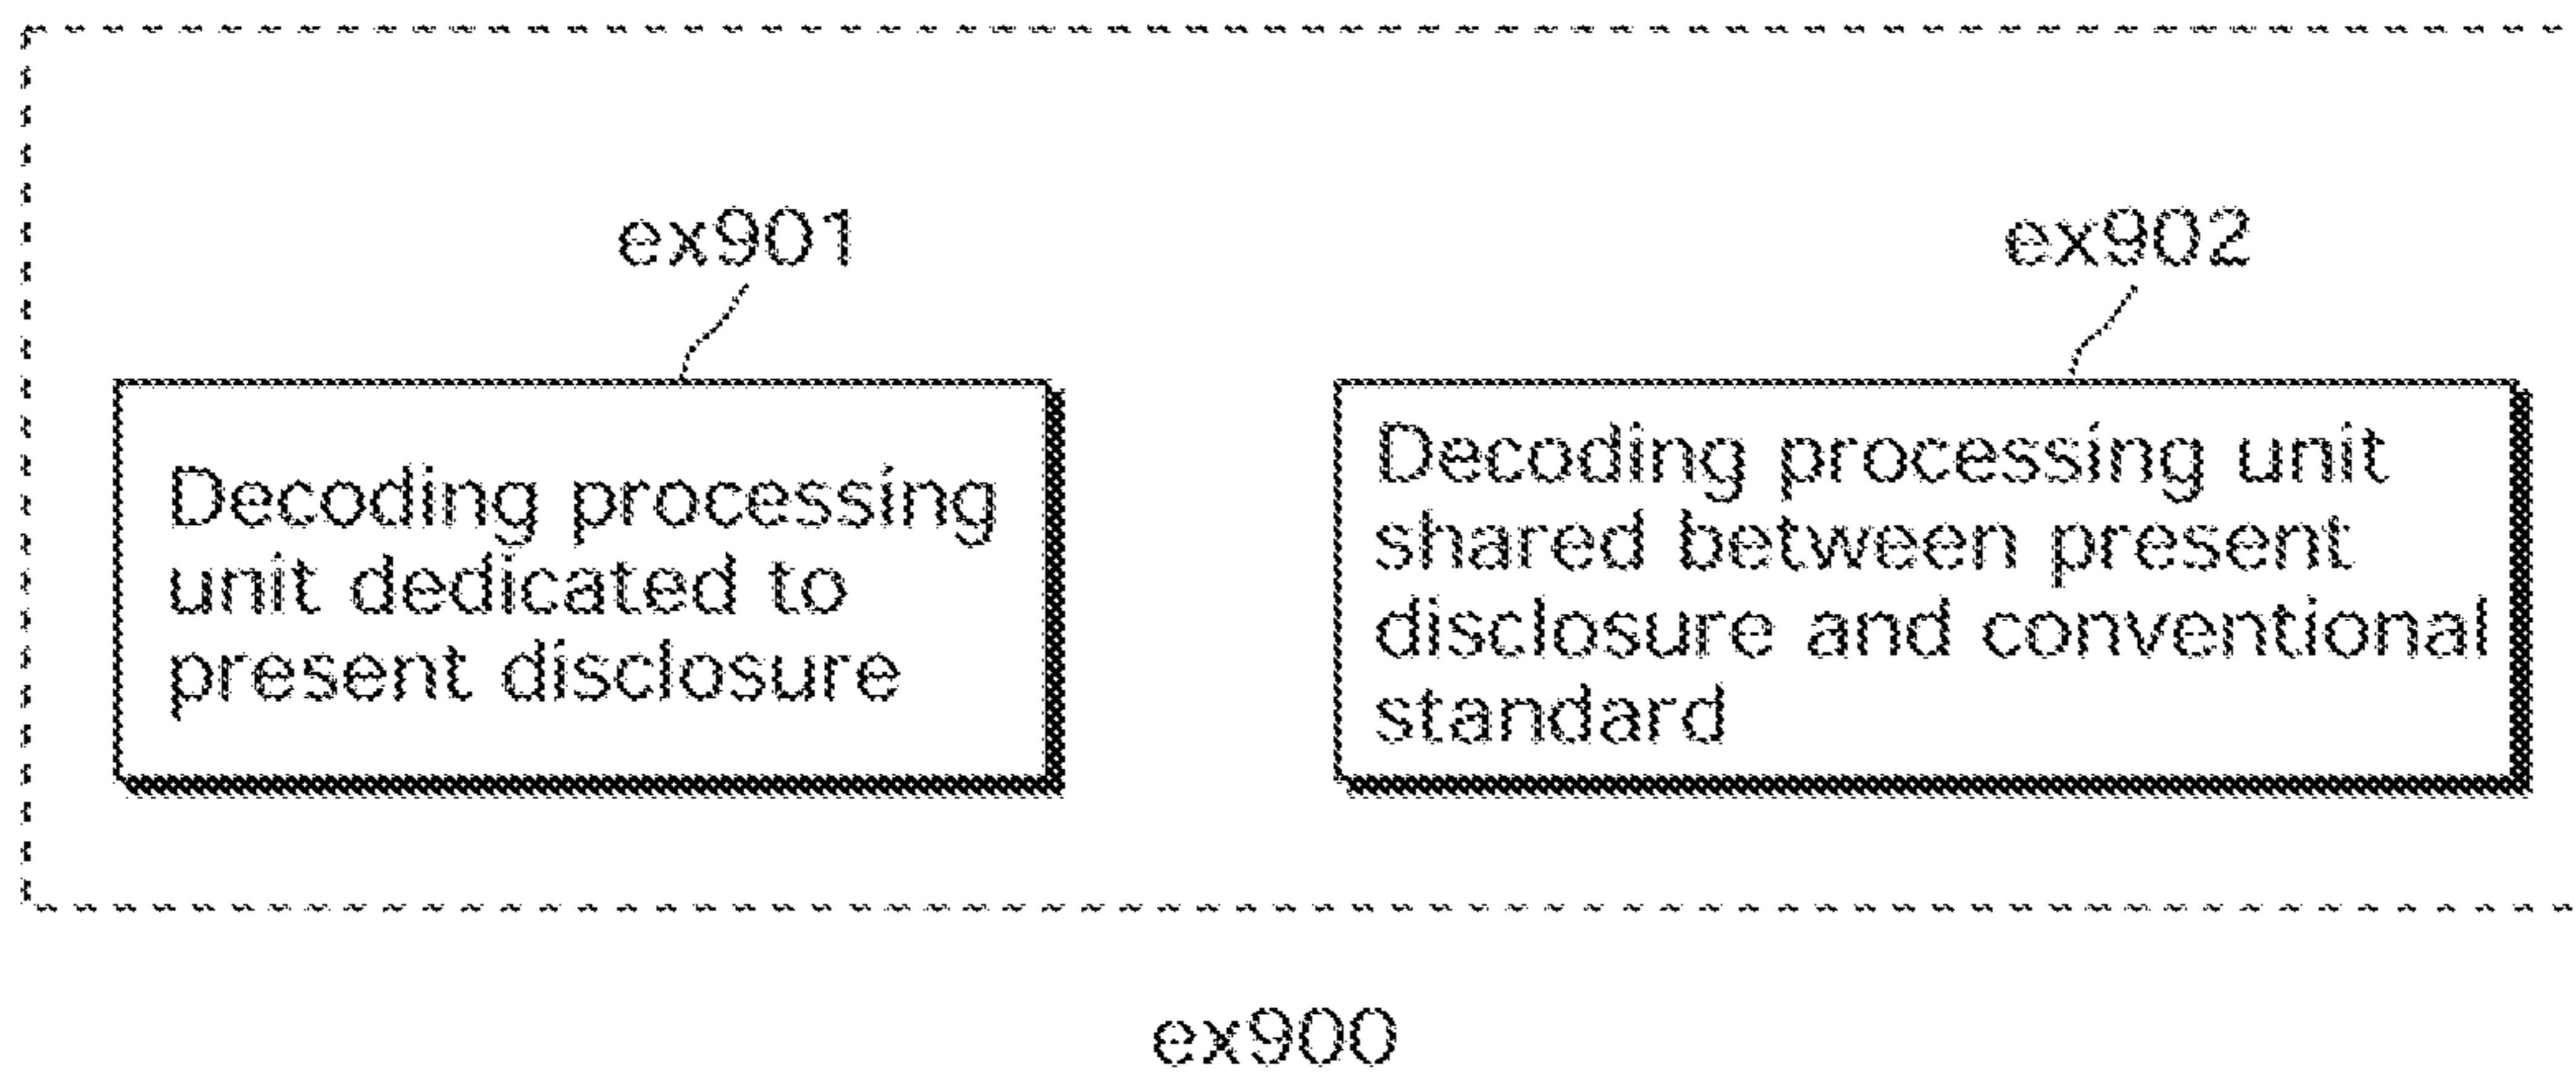 ex901
Decoding processing
unit dedicated to
present disclosure
ex902
Decoding processing unit
shared between present
disclosure and conventional
standard
ex900